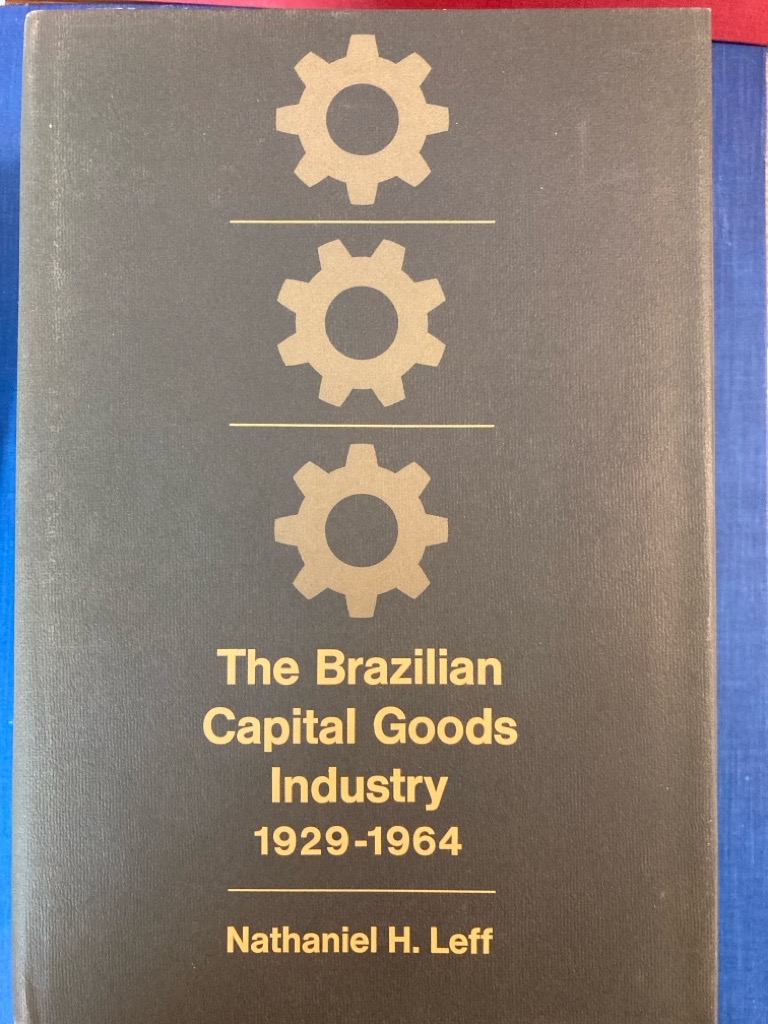 The Brazilian
Capital Goods
Industry
1929-1964
Nathaniel H. Leff